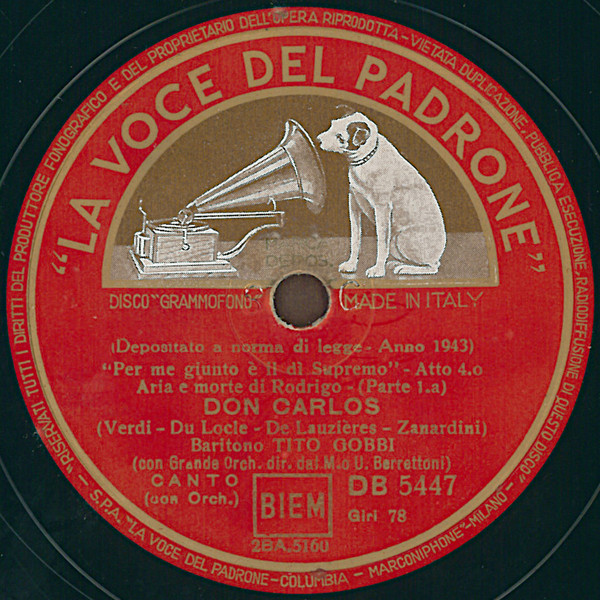 "RISERVATI TUTTI I DIRITTI DEL PRODUTTORE FONOGRAFICO E DEL PROPRIETARIO DELL'OPERA RIPRODOTTA - VIETATA DUPLICAZIONE, PUBBLICA ESECUZIONE, RADIODIFFUSIONE DI QUESTO DISCO"
"LA VOCE DEL PADRONE"
DISCO "GRAMMOFONO" MADE IN ITALY
(Depositato a norma di legge - Anno 1943)
"Per me giunto è il dì Supremo" - Atto 4.o
Aria e morte di Rodrigo - (Parte 1.a)
DON CARLOS
(Verdi - Du Locle - De Lauzières - Zanardini)
Baritono TITO GOBBI
(con Grande Orch. dir. dal M.o U. Berrettoni)
CANTO
(con Orch.)
BIEM
DB 5447
Giri 78
2BA.5160
- S.P.A. "LA VOCE DEL PADRONE - COLUMBIA - MARCONIPHONE" - MILANO -